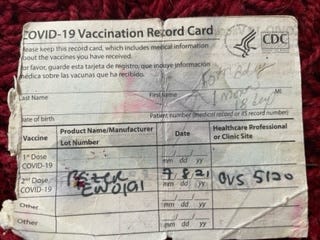 COVID-19 Vaccination Record Card
Please keep this record card, which includes medical information
about the vaccines you have received.
Por favor, guarde esta tarjeta de registro, que incluye información
médica sobre las vacunas que ha recibido.
CDC
Last Name First Name MI
Date of birth Patient number (medical record or IIS record number)
Vaccine Product Name/Manufacturer Date Healthcare Professional
Lot Number or Clinic Site
1st Dose
COVID-19 mm dd yy
2nd Dose Pfizer 7 8 21 CVS 5120
COVID-19 EW0191 mm dd yy
Other mm dd yy
Other mm dd yy